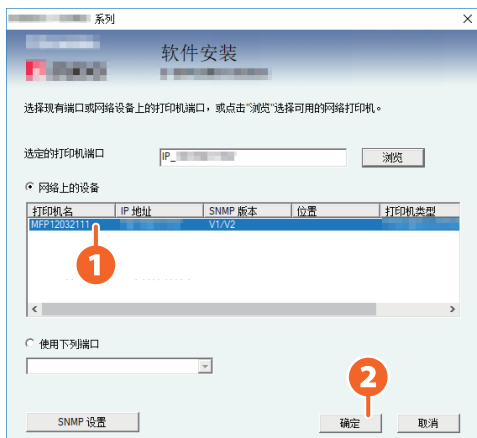 系列
软件安装
选择现有端口或网络设备上的打印机端口，或点击"浏览"选择可用的网络打印机。
选定的打印机端口 IP_ 浏览
网络上的设备
打印机名 IP 地址 SNMP 版本 位置 打印机类型
MFP12032111 V1/V2
1
使用下列端口
2
SNMP 设置 确定 取消